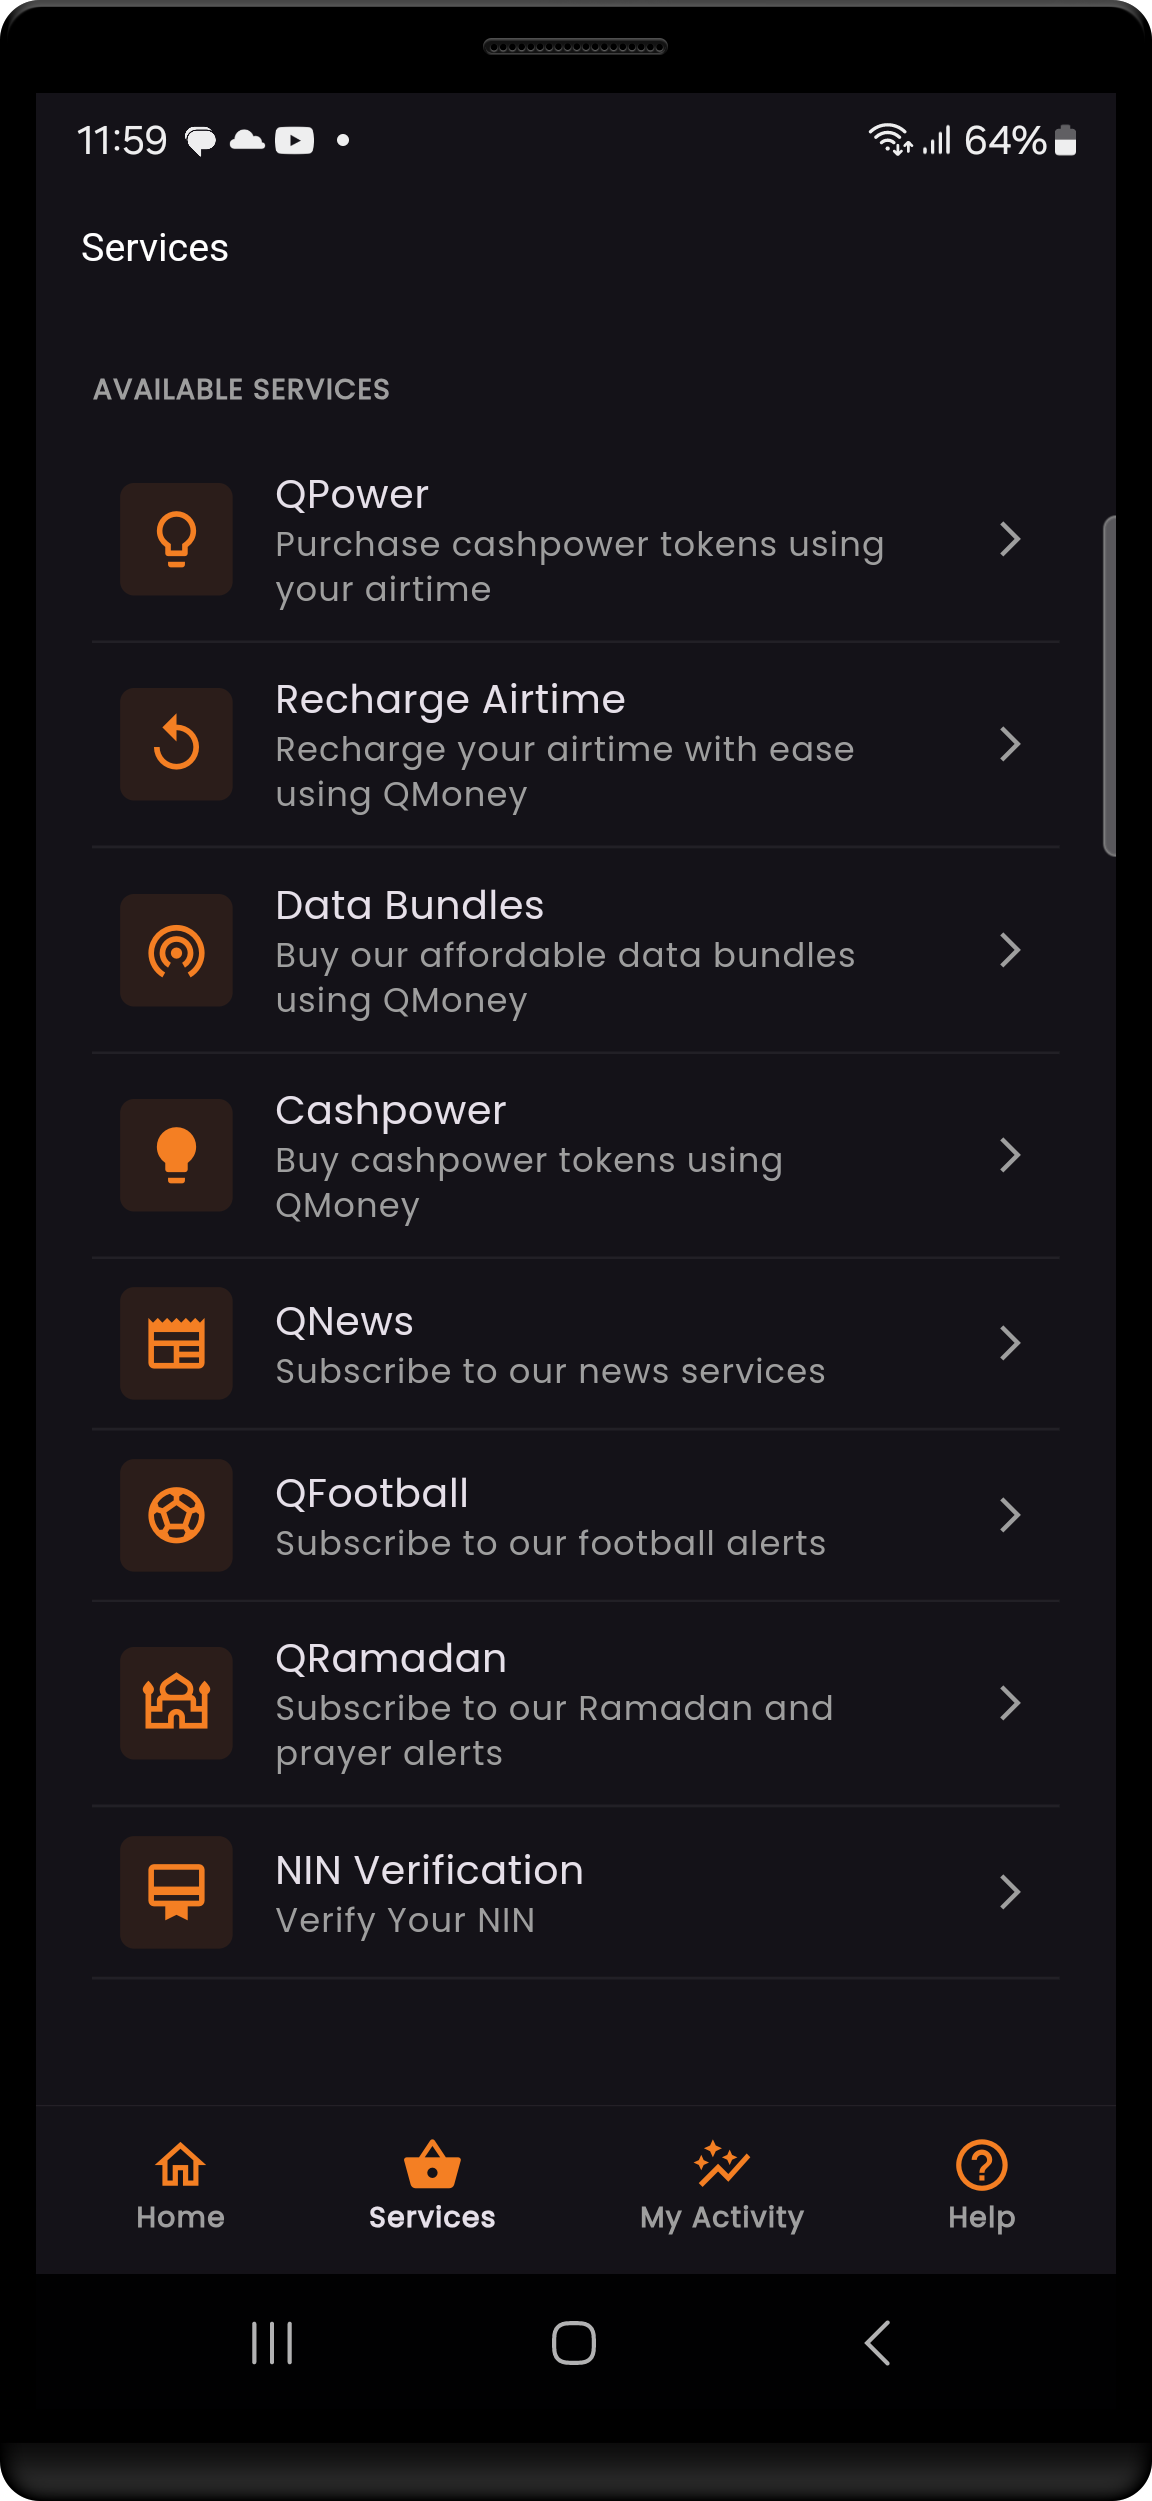 11:59
64%
Services
AVAILABLE SERVICES
QPower
Purchase cashpower tokens using
your airtime
Recharge Airtime
Recharge your airtime with ease
using QMoney
Data Bundles
Buy our affordable data bundles
using QMoney
Cashpower
Buy cashpower tokens using
QMoney
QNews
Subscribe to our news services
QFootball
Subscribe to our football alerts
QRamadan
Subscribe to our Ramadan and
prayer alerts
NIN Verification
Verify Your NIN
Home
Services
My Activity
Help